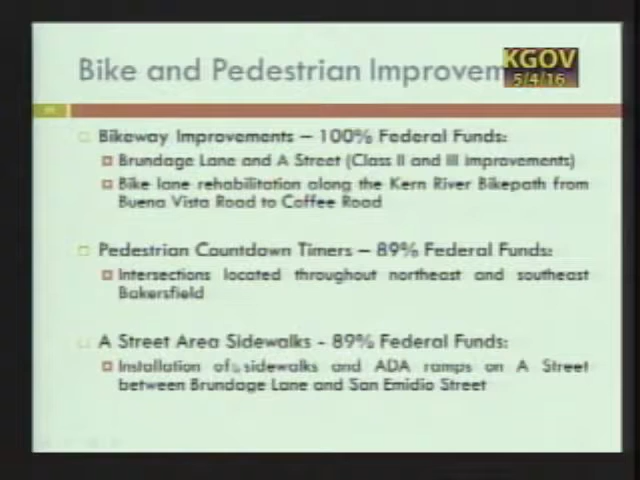 Bike and Pedestrian Improvem
KGOV
5/4/16
Bikeway Improvements – 100% Federal Funds:
Brundage Lane and A Street (Class II and III improvements)
Bike lane rehabilitation along the Kern River Bikepath from
Buena Vista Road to Coffee Road
Pedestrian Countdown Timers – 89% Federal Funds:
Intersections located throughout northeast and southeast
Bakersfield
A Street Area Sidewalks - 89% Federal Funds:
Installation of sidewalks and ADA ramps on A Street
between Brundage Lane and San Emidio Street